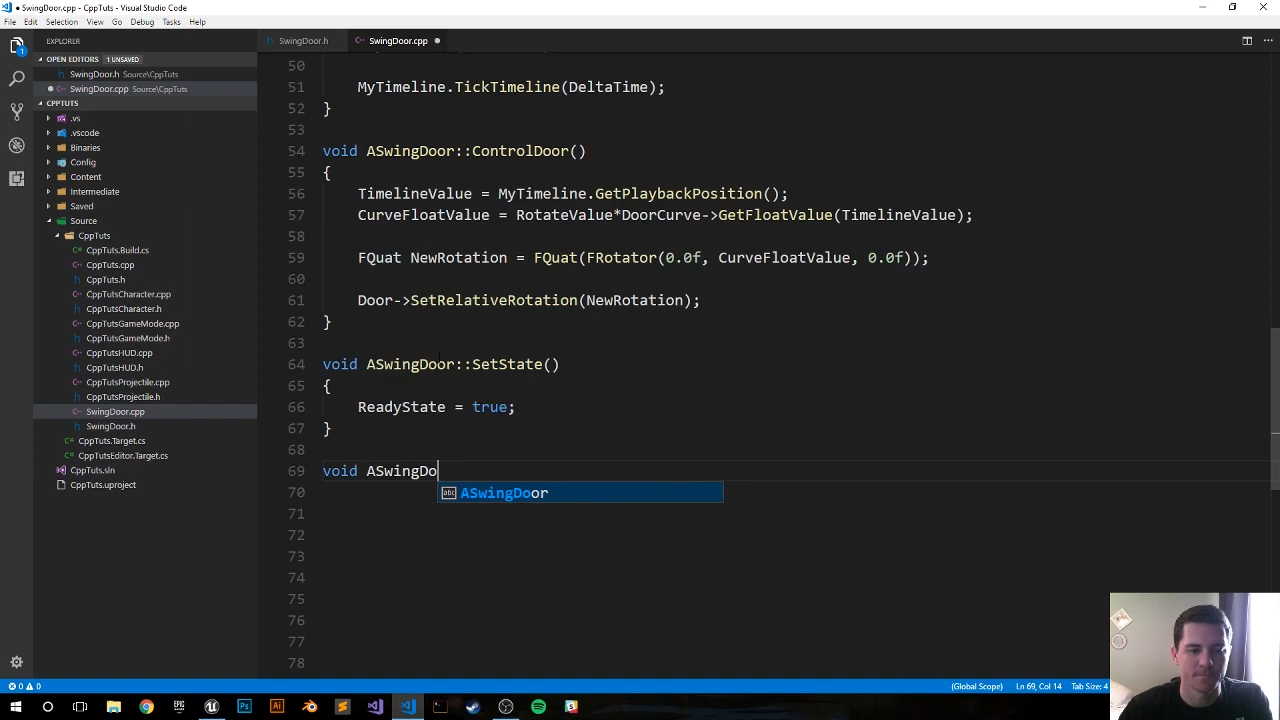 SwingDoor.cpp - CppTuts - Visual Studio Code
File Edit Selection View Go Debug Tasks Help
EXPLORER
OPEN EDITORS 1 UNSAVED
SwingDoor.h Source\CppTuts
SwingDoor.cpp Source\CppTuts
CPPTUTS
.vs
.vscode
Binaries
Config
Content
Intermediate
Saved
Source
CppTuts
CppTuts.Build.cs
CppTuts.cpp
CppTuts.h
CppTutsCharacter.cpp
CppTutsCharacter.h
CppTutsGameMode.cpp
CppTutsGameMode.h
CppTutsHUD.cpp
CppTutsHUD.h
CppTutsProjectile.cpp
CppTutsProjectile.h
SwingDoor.cpp
SwingDoor.h
CppTuts.Target.cs
CppTutsEditor.Target.cs
CppTuts.sln
CppTuts.uproject
SwingDoor.h SwingDoor.cpp
50
51 MyTimeline.TickTimeline(DeltaTime);
52 }
53
54 void ASwingDoor::ControlDoor()
55 {
56 TimelineValue = MyTimeline.GetPlaybackPosition();
57 CurveFloatValue = RotateValue*DoorCurve->GetFloatValue(TimelineValue);
58
59 FQuat NewRotation = FQuat(FRotator(0.0f, CurveFloatValue, 0.0f));
60
61 Door->SetRelativeRotation(NewRotation);
62 }
63
64 void ASwingDoor::SetState()
65 {
66 ReadyState = true;
67 }
68
69 void ASwingDo
70 ASwingDoor
71
72
73
74
75
76
77
78
0 0 (Global Scope) Ln 69, Col 14 Tab Size: 4